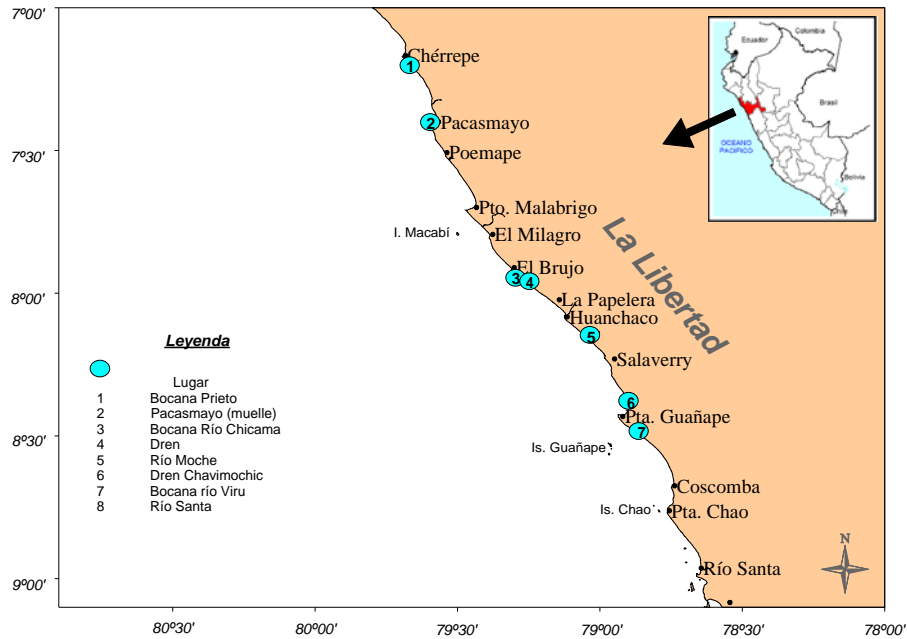 7º00'
7º30'
8º00'
8º30'
9º00'
80º30'
80º00'
79.º30'
79º00'
78º30'
78º00'
Chérrepe
1
2
Pacasmayo
Poemape
Pto. Malabrigo
I. Macabí
El Milagro
El Brujo
3
4
La Papelera
Huanchaco
5
Salaverry
6
Pta. Guañape
7
Is. Guañape
Coscomba
Is. Chao
Pta. Chao
Río Santa
La Libertad
N
Ecuador
Colombia
Brasil
OCEANO
PACIFICO
Bolivia
Leyenda
Lugar
1 Bocana Prieto
2 Pacasmayo (muelle)
3 Bocana Río Chicama
4 Dren
5 Río Moche
6 Dren Chavimochic
7 Bocana río Viru
8 Río Santa